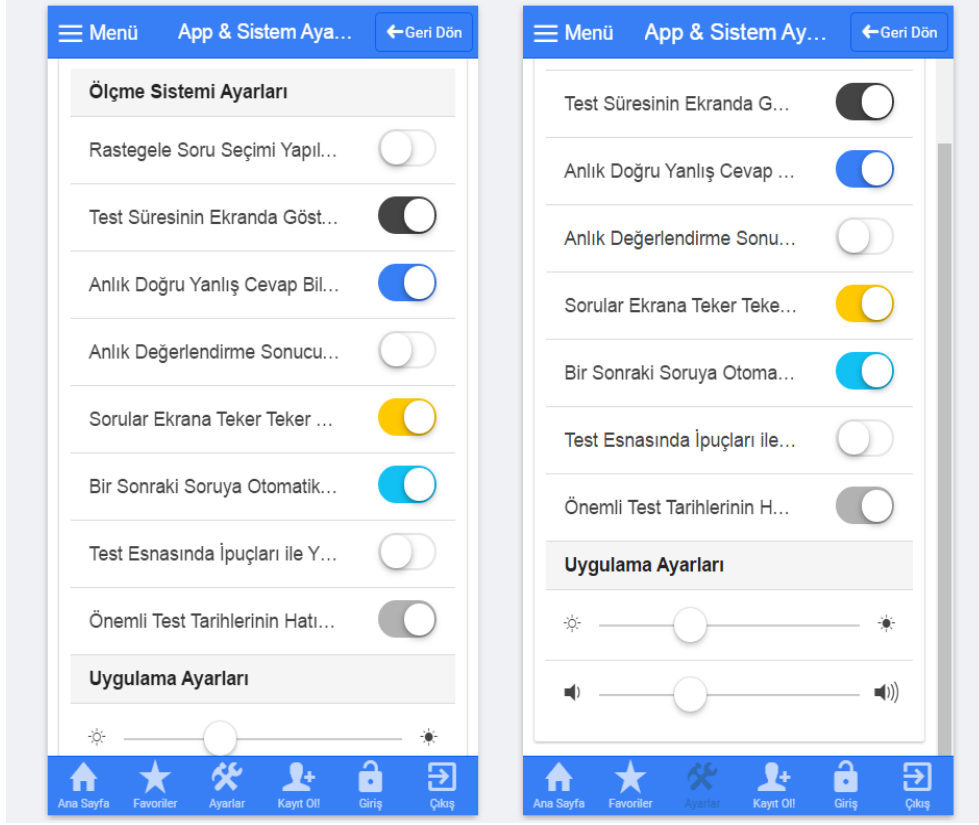 Menü App & Sistem Aya... Geri Dön
Ölçme Sistemi Ayarları
Rastegele Soru Seçimi Yapıl...
Test Süresinin Ekranda Göst...
Anlık Doğru Yanlış Cevap Bil...
Anlık Değerlendirme Sonucu...
Sorular Ekrana Teker Teker ...
Bir Sonraki Soruya Otomatik...
Test Esnasında İpuçları ile Y...
Önemli Test Tarihlerinin Hatı...
Uygulama Ayarları
Ana Sayfa Favoriler Ayarlar Kayıt Ol! Giriş Çıkış
Menü App & Sistem Ay... Geri Dön
Test Süresinin Ekranda G...
Anlık Doğru Yanlış Cevap ...
Anlık Değerlendirme Sonu...
Sorular Ekrana Teker Teke...
Bir Sonraki Soruya Otoma...
Test Esnasında İpuçları ile...
Önemli Test Tarihlerinin H...
Uygulama Ayarları
Ana Sayfa Favoriler Ayarlar Kayıt Ol! Giriş Çıkış